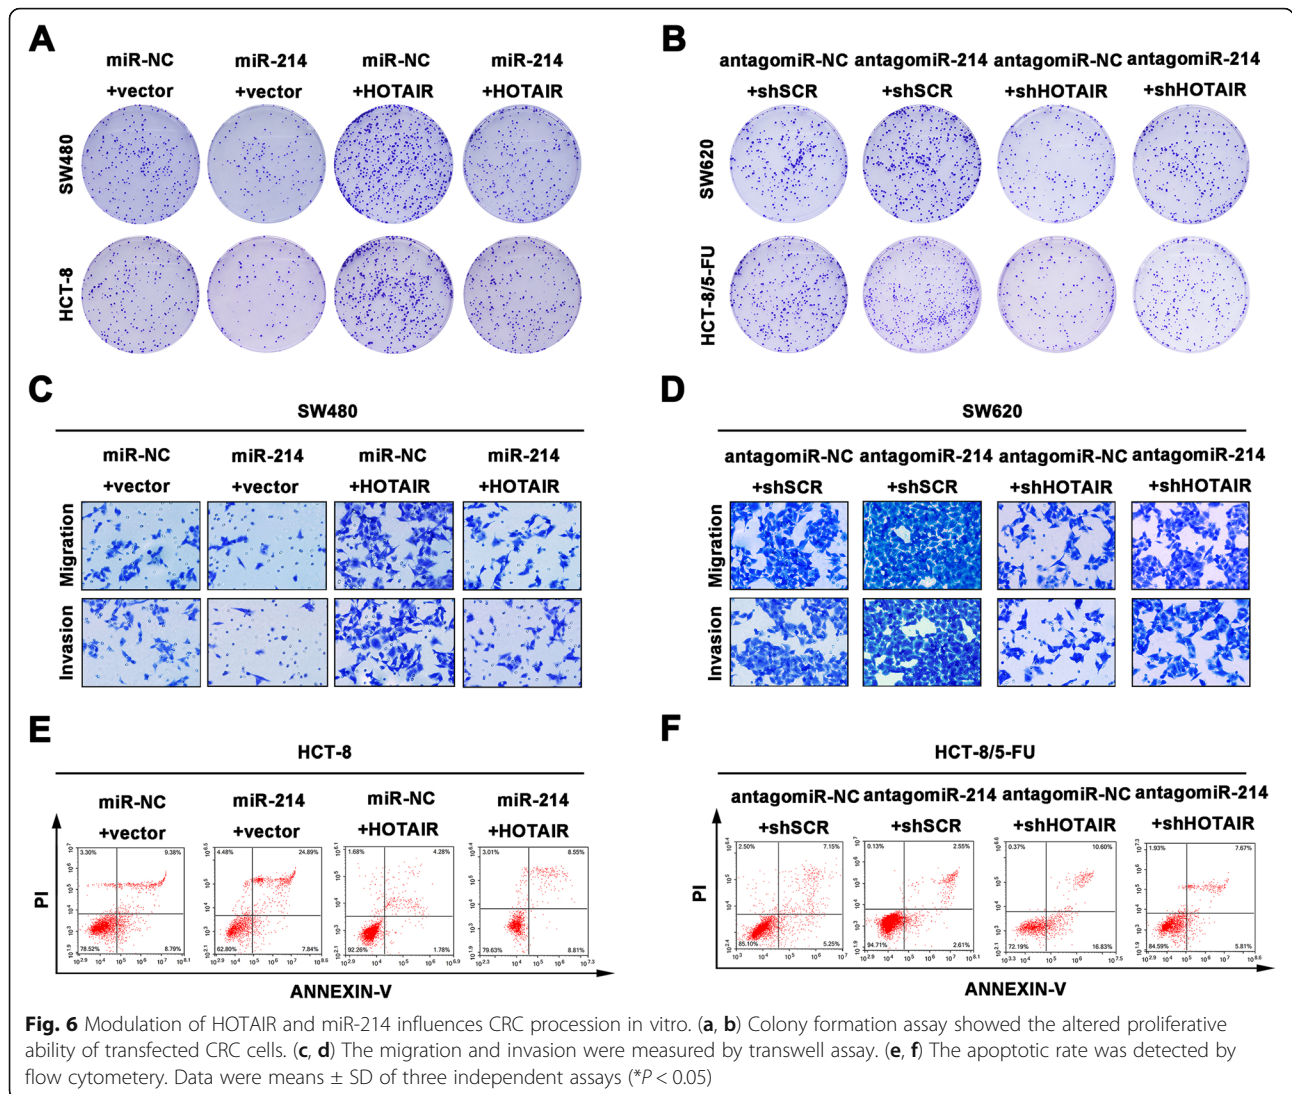 A
miR-NC miR-214 miR-NC miR-214
+vector +vector +HOTAIR +HOTAIR
SW480
HCT-8
B
antagomiR-NC antagomiR-214 antagomiR-NC antagomiR-214
+shSCR +shSCR +shHOTAIR +shHOTAIR
SW620
HCT-8/5-FU
C
SW480
miR-NC miR-214 miR-NC miR-214
+vector +vector +HOTAIR +HOTAIR
Migration
Invasion
D
SW620
antagomiR-NC antagomiR-214 antagomiR-NC antagomiR-214
+shSCR +shSCR +shHOTAIR +shHOTAIR
Migration
Invasion
E
HCT-8
miR-NC miR-214 miR-NC miR-214
+vector +vector +HOTAIR +HOTAIR
PI
3.30% 9.38% 4.48% 24.89% 1.68% 4.28% 3.01% 8.55%
78.52% 8.79% 62.80% 7.84% 92.26% 1.78% 79.63% 8.81%
ANNEXIN-V
F
HCT-8/5-FU
antagomiR-NC antagomiR-214 antagomiR-NC antagomiR-214
+shSCR +shSCR +shHOTAIR +shHOTAIR
PI
2.50% 7.15% 0.13% 2.55% 0.37% 10.60% 1.93% 7.67%
85.10% 5.25% 94.71% 2.61% 72.19% 16.83% 84.59% 5.81%
ANNEXIN-V
Fig. 6 Modulation of HOTAIR and miR-214 influences CRC procession in vitro. (a, b) Colony formation assay showed the altered proliferative
ability of transfected CRC cells. (c, d) The migration and invasion were measured by transwell assay. (e, f) The apoptotic rate was detected by
flow cytometery. Data were means ± SD of three independent assays (*P < 0.05)